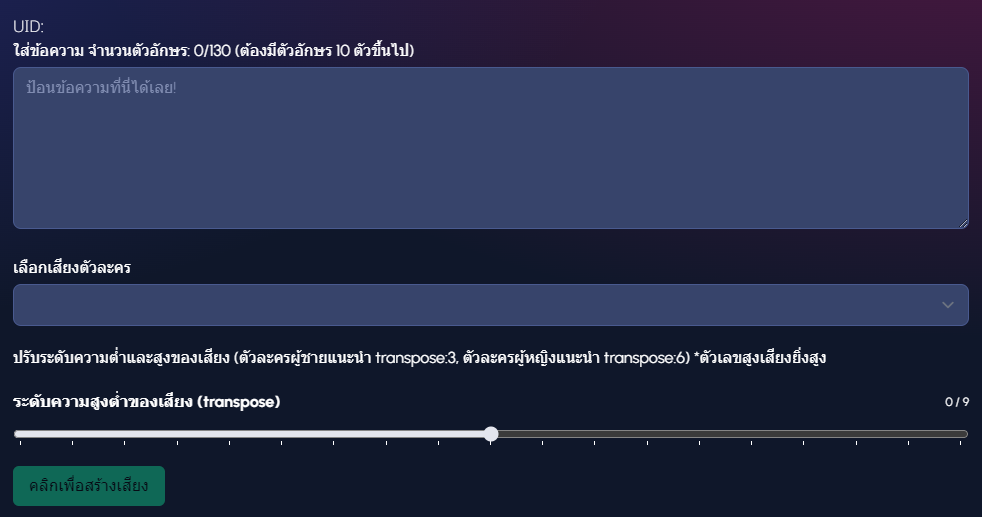 UID:
ใส่ข้อความ จำนวนตัวอักษร: 0/130 (ต้องมีตัวอักษร 10 ตัวขึ้นไป)
ป้อนข้อความที่นี่ได้เลย!
เลือกเสียงตัวละคร
ปรับระดับความต่ำและสูงของเสียง (ตัวละครผู้ชายแนะนำ transpose:3, ตัวละครผู้หญิงแนะนำ transpose:6) *ตัวเลขสูงเสียงยิ่งสูง
ระดับความสูงต่ำของเสียง (transpose) 0 / 9
คลิกเพื่อสร้างเสียง